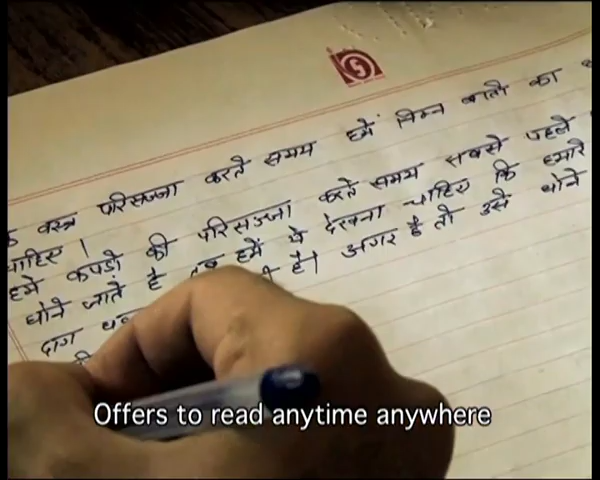 वस्त्र परिसज्जा करते समय हमें निम्न बातों का
चाहिए।
हमें कपड़ो की परिसज्जा करते समय सबसे पहले
धोने जाते है तब हमें ये देखना चाहिए कि हमारे
दाग है। अगर है तो उसे धोने
Offers to read anytime anywhere